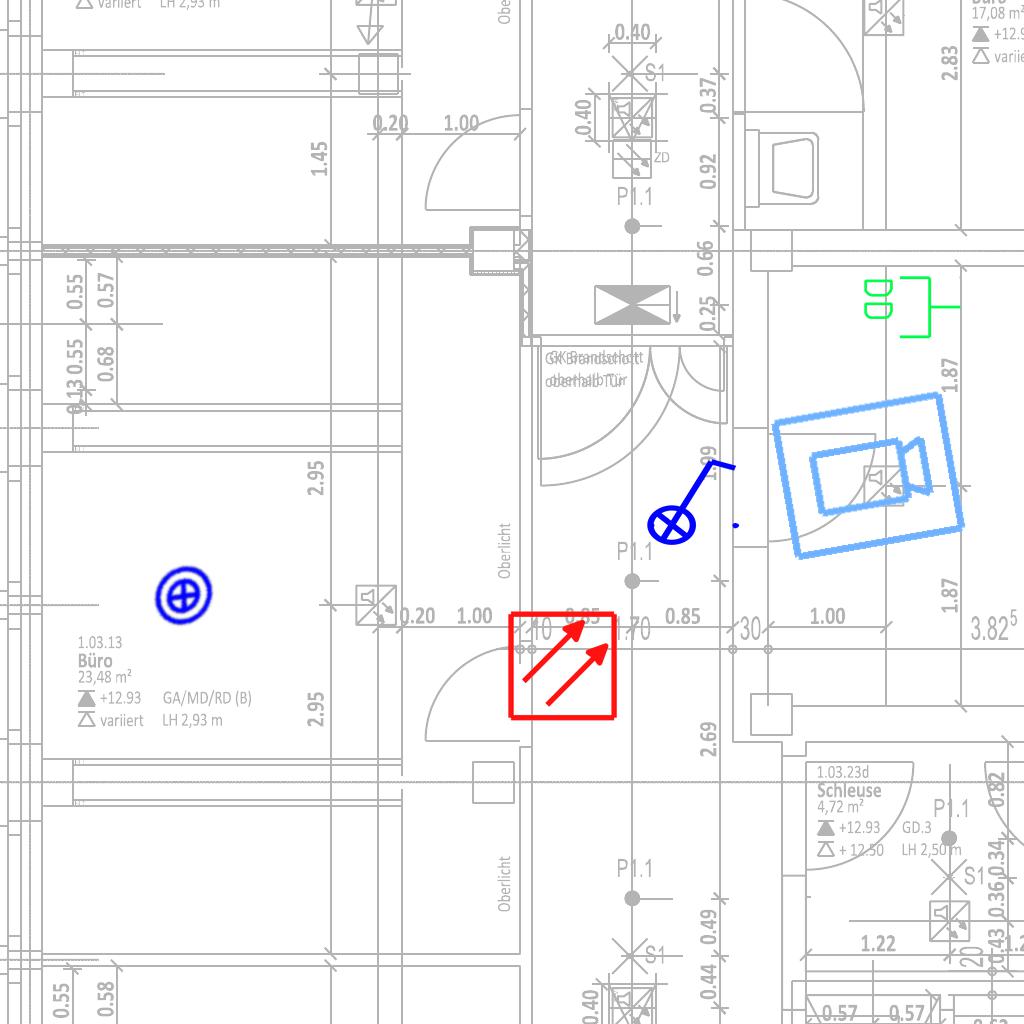 variiert LH 2,93 m
Oberlicht
0.40
S1
17,08 m²
+12.9
2.83
0.37
0.40
0.20 1.00
1.45
ZD
0.92
P1.1
0.66
0.55
0.57
0.25
GK Brandschott
oberhalb Tür
0.55
0.68
0.13
1.87
1.99
2.95
Oberlicht
P1.1
1.87
0.20 1.00 0.85 0.85 1.00
10 1.70 30 3.82⁵
1.03.13
Büro
23,48 m²
+12.93 GA/MD/RD (B)
variiert LH 2,93 m
2.95
2.69
1.03.23d
Schleuse
4,72 m²
+12.93 GD.3
+ 12.50 LH 2,50 m
P1.1
0.82
0.34
S1
0.36
0.43
Oberlicht
P1.1
0.49
S1
0.44
1.22
20
0.55
0.58
0.40
0.57 0.57